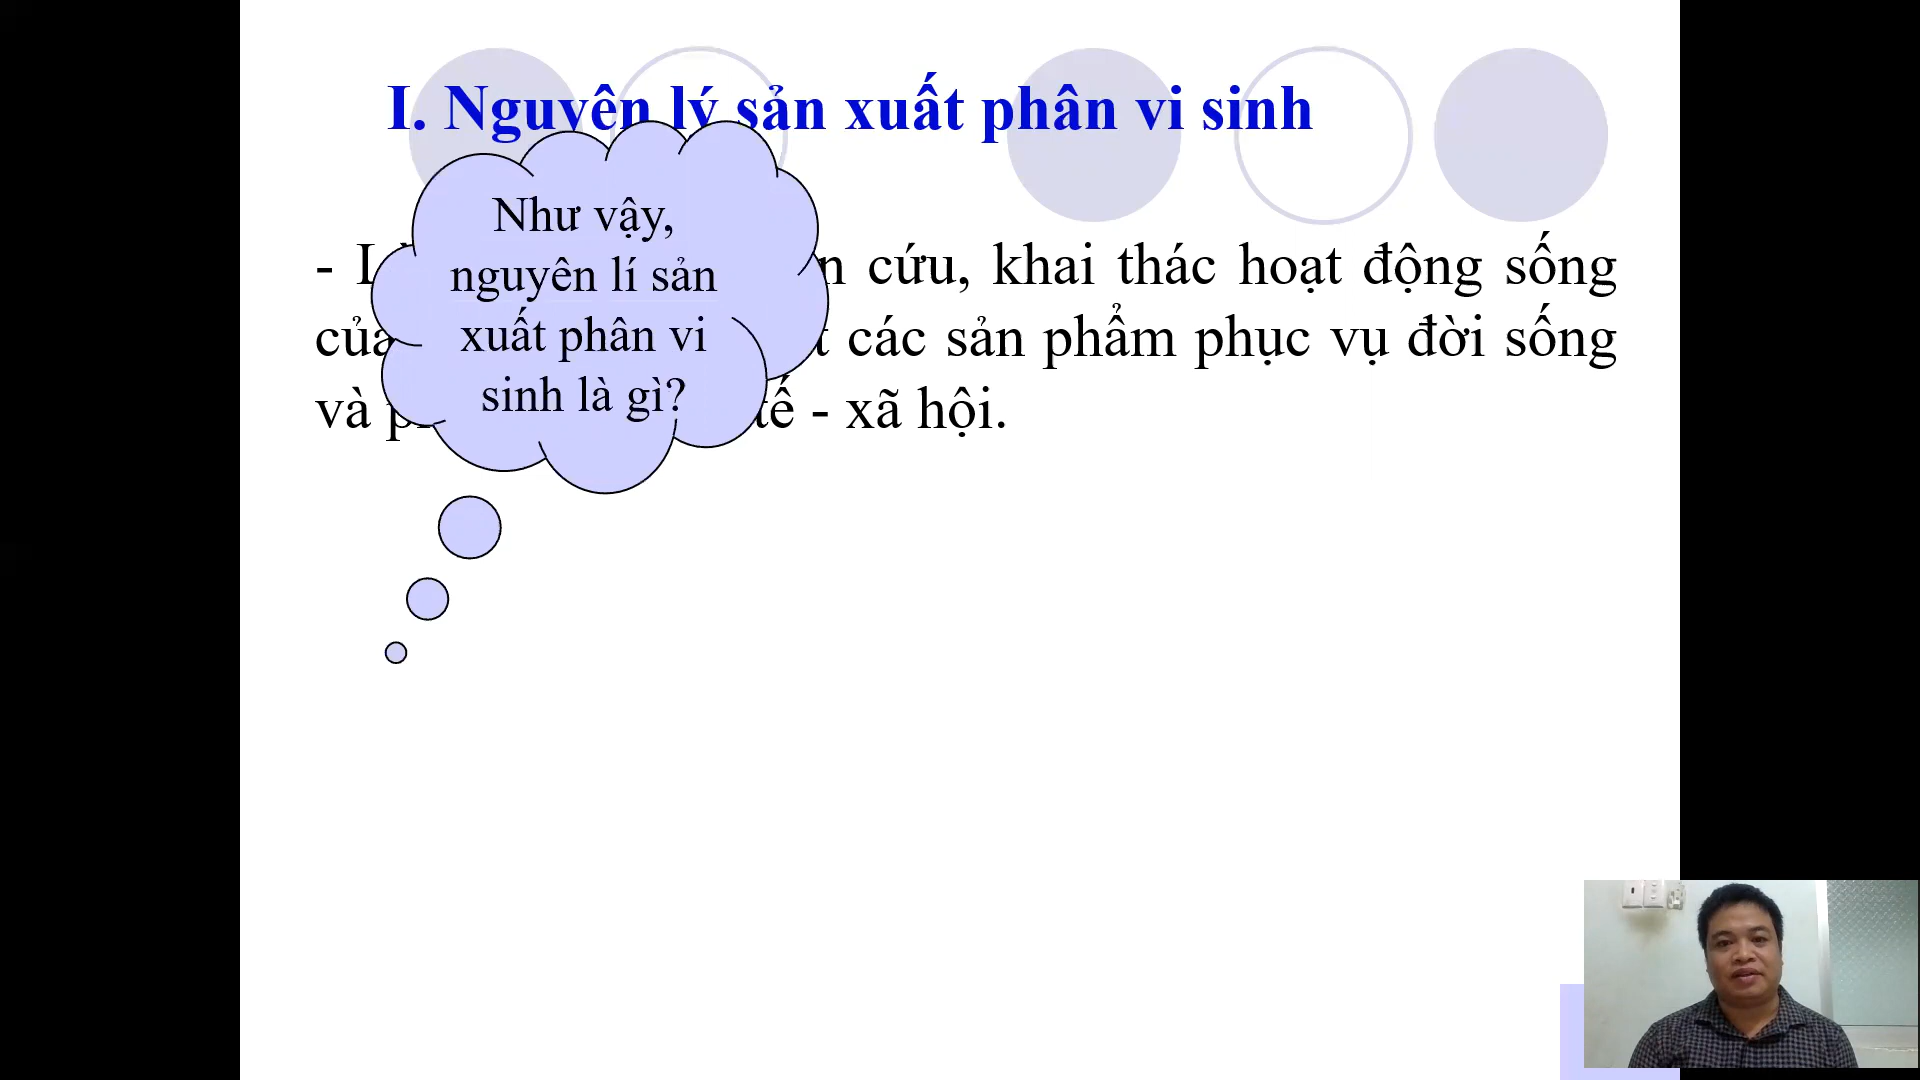 I. Nguyên lý sản xuất phân vi sinh
Như vậy,
nguyên lí sản
xuất phân vi
sinh là gì?
- cứu, khai thác hoạt động sống
của các sản phẩm phục vụ đời sống
và tế - xã hội.